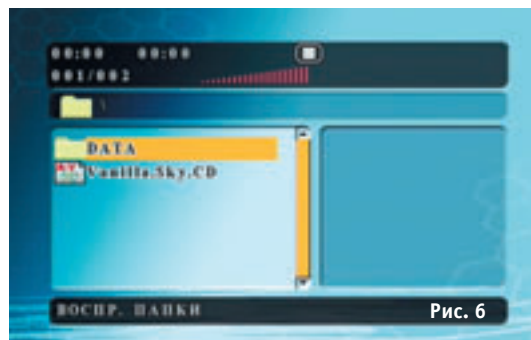 00:00 00:00
001/002
\
DATA
Vanilla.Sky.CD
ВОСПР. ПАПКИ
Рис. 6